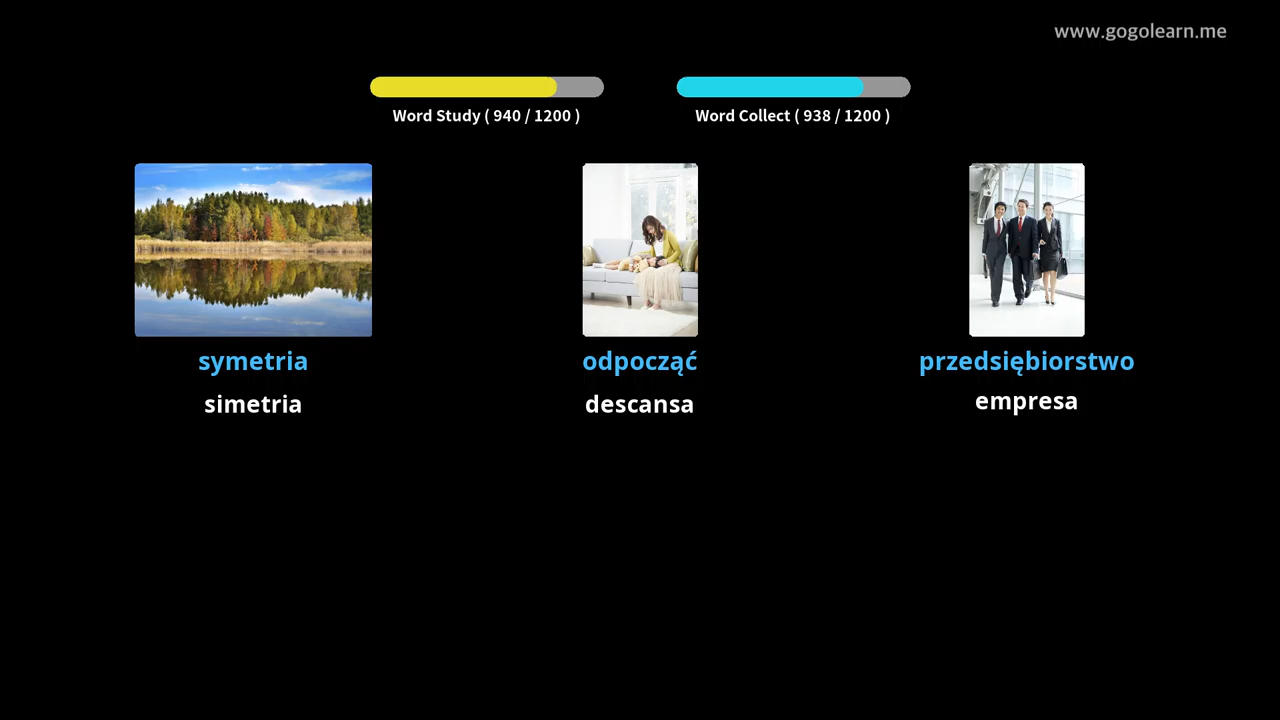 www.gogolearn.me
Word Study ( 940 / 1200 )
Word Collect ( 938 / 1200 )
symetria
odpocząć
przedsiębiorstwo
simetria
descansa
empresa